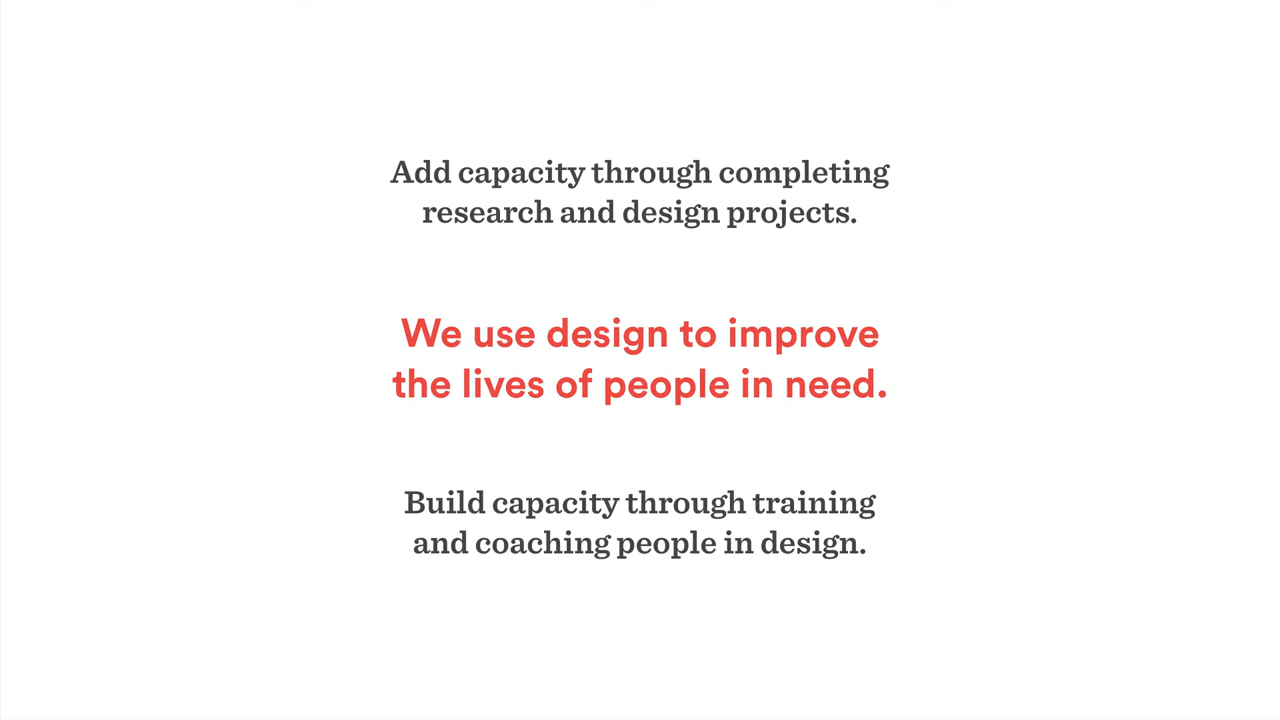 Add capacity through completing
research and design projects.
We use design to improve
the lives of people in need.
Build capacity through training
and coaching people in design.